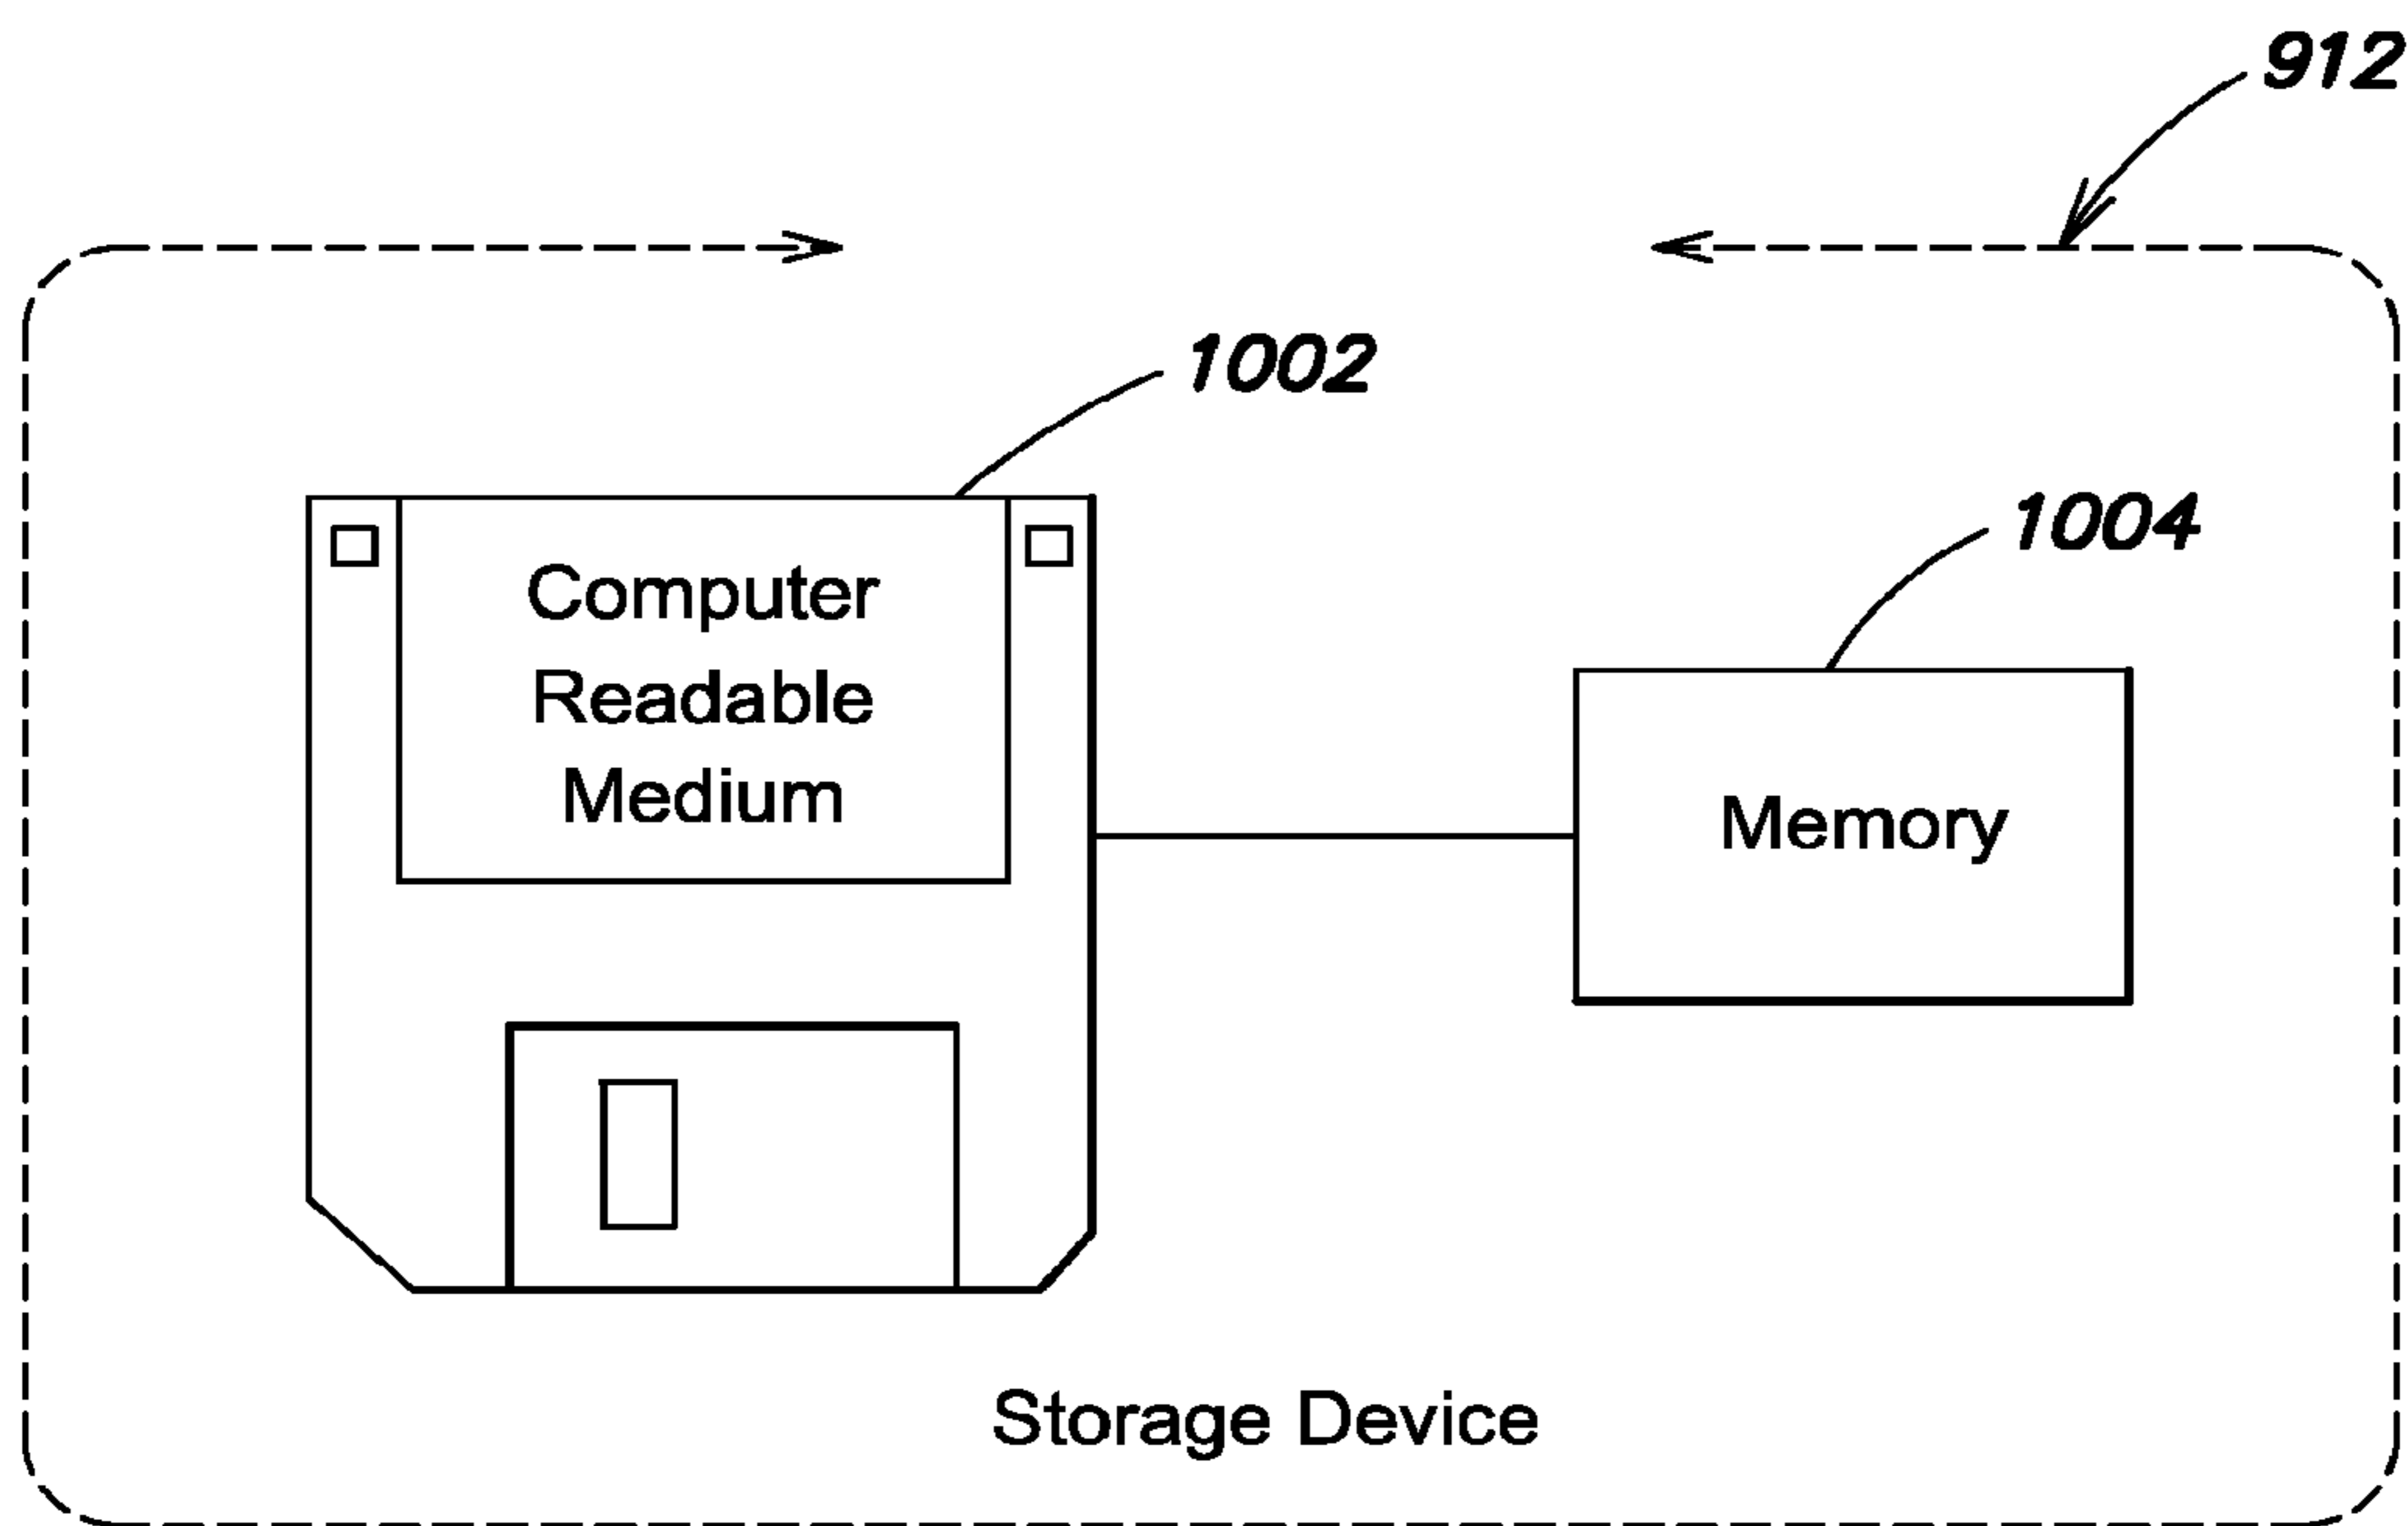 912
1002
1004
Computer
Readable
Medium
Memory
Storage Device